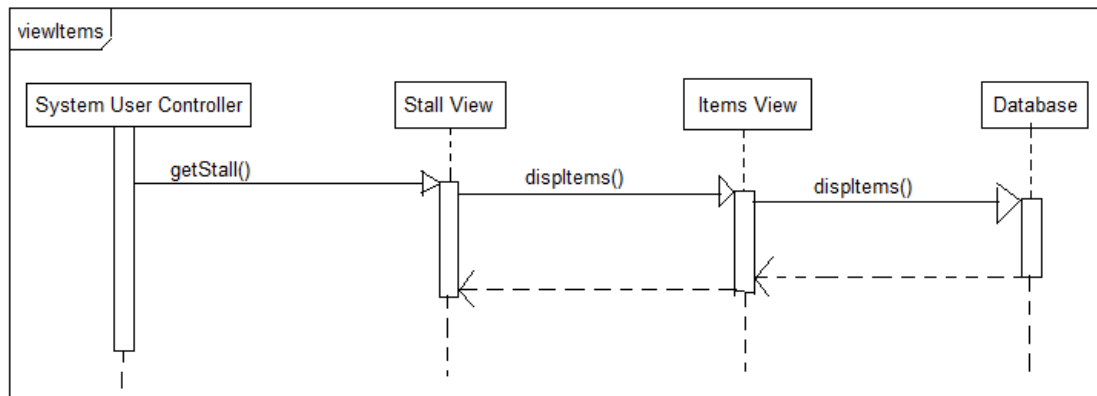 viewItems
System User Controller
Stall View
Items View
Database
getStall()
dispItems()
dispItems()